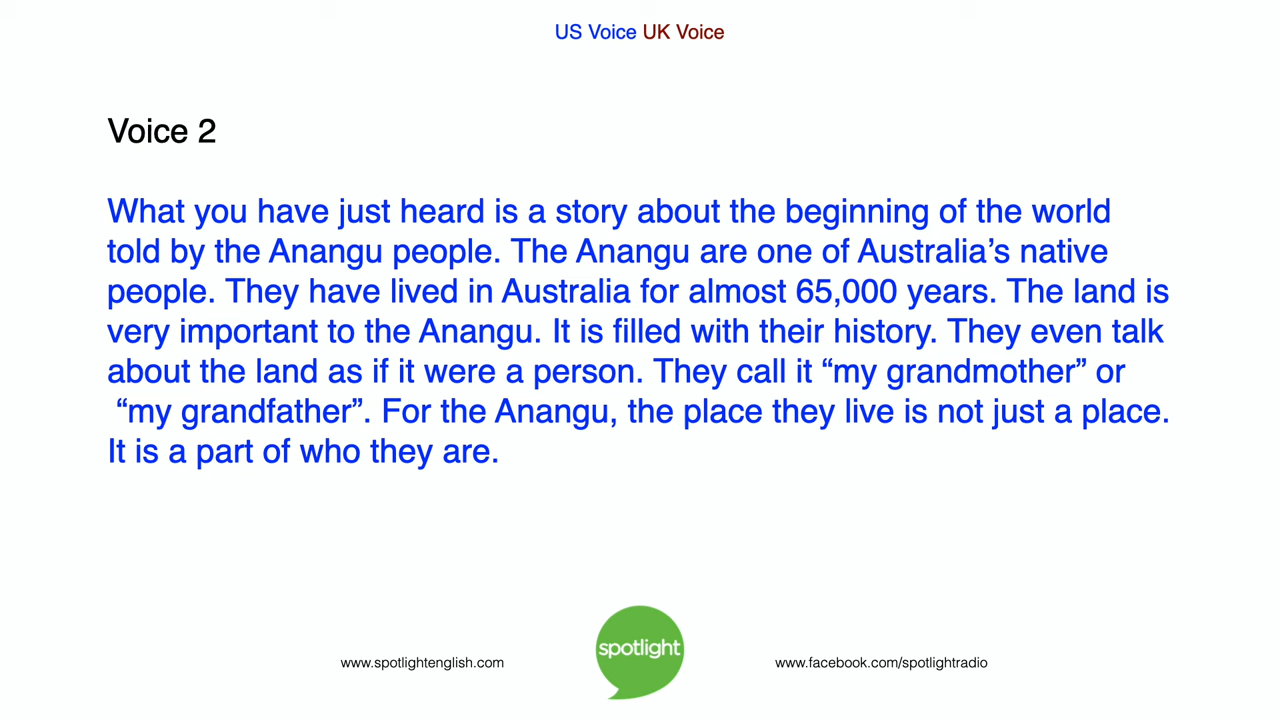 US Voice UK Voice
Voice 2
What you have just heard is a story about the beginning of the world
told by the Anangu people. The Anangu are one of Australia’s native
people. They have lived in Australia for almost 65,000 years. The land is
very important to the Anangu. It is filled with their history. They even talk
about the land as if it were a person. They call it “my grandmother” or
“my grandfather”. For the Anangu, the place they live is not just a place.
It is a part of who they are.
www.spotlightenglish.com
spotlight
www.facebook.com/spotlightradio